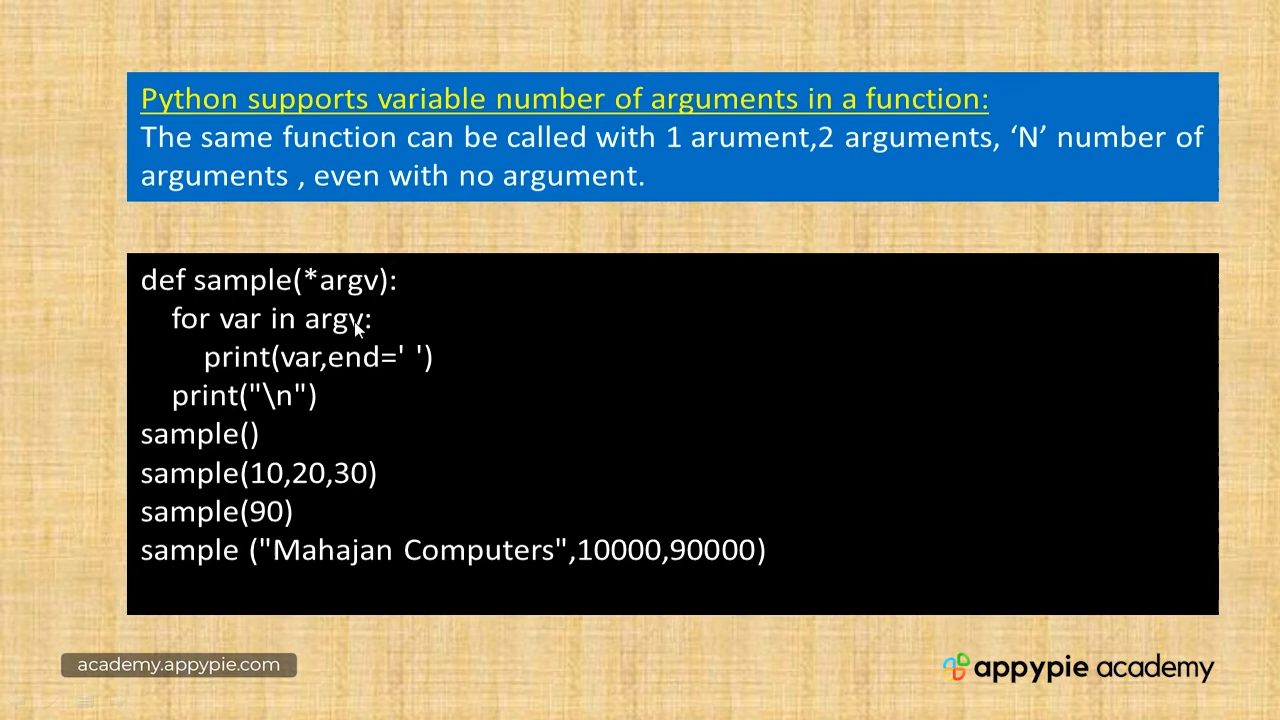 Python supports variable number of arguments in a function:
The same function can be called with 1 arument,2 arguments, ‘N’ number of
arguments , even with no argument.
def sample(*argv):
    for var in argv:
        print(var,end=' ')
    print("\n")
sample()
sample(10,20,30)
sample(90)
sample ("Mahajan Computers",10000,90000)
academy.appypie.com
appypie academy